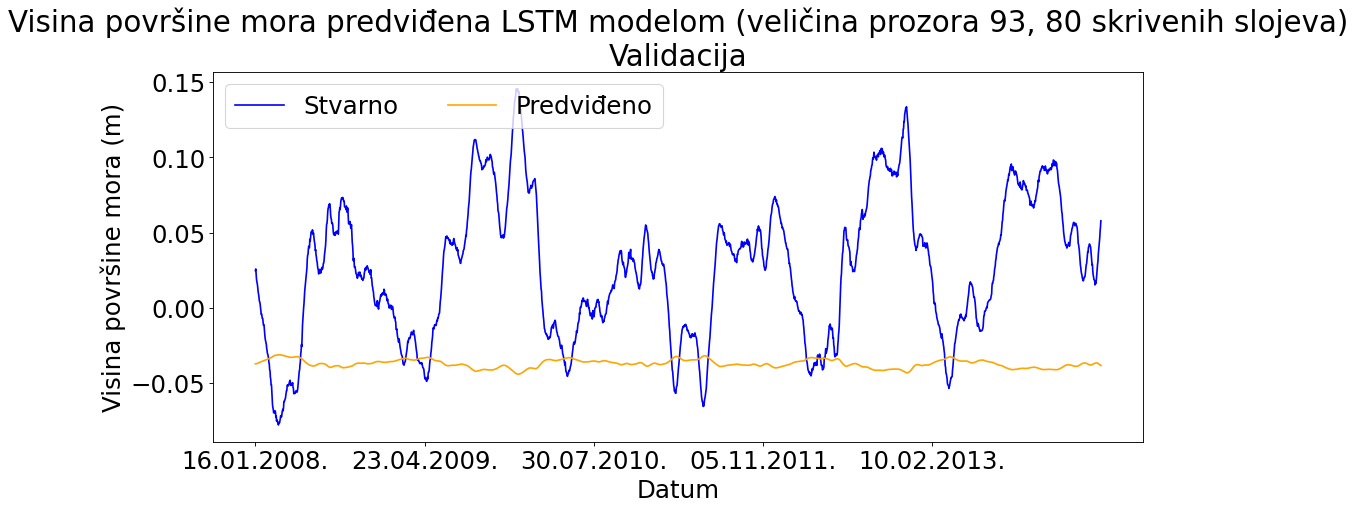 Visina površine mora predviđena LSTM modelom (veličina prozora 93, 80 skrivenih slojeva)
Validacija
Stvarno
Predviđeno
Visina površine mora (m)
0.15
0.10
0.05
0.00
−0.05
16.01.2008.
23.04.2009.
30.07.2010.
05.11.2011.
10.02.2013.
Datum